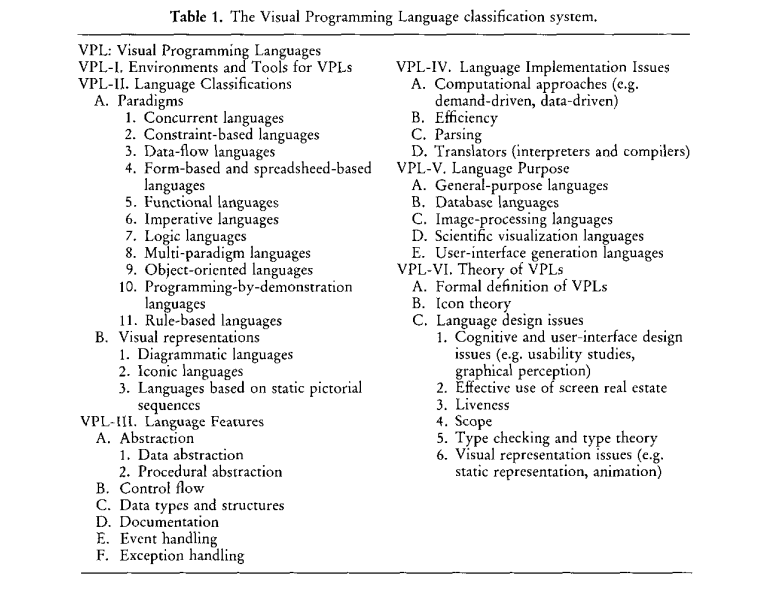 Table 1. The Visual Programming Language classification system.
VPL: Visual Programming Languages
VPL-I. Environments and Tools for VPLs
VPL-II. Language Classifications
A. Paradigms
1. Concurrent languages
2. Constraint-based languages
3. Data-flow languages
4. Form-based and spreadsheed-based
languages
5. Functional languages
6. Imperative languages
7. Logic languages
8. Multi-paradigm languages
9. Object-oriented languages
10. Programming-by-demonstration
languages
11. Rule-based languages
B. Visual representations
1. Diagrammatic languages
2. Iconic languages
3. Languages based on static pictorial
sequences
VPL-III. Language Features
A. Abstraction
1. Data abstraction
2. Procedural abstraction
B. Control flow
C. Data types and structures
D. Documentation
E. Event handling
F. Exception handling
VPL-IV. Language Implementation Issues
A. Computational approaches (e.g.
demand-driven, data-driven)
B. Efficiency
C. Parsing
D. Translators (interpreters and compilers)
VPL-V. Language Purpose
A. General-purpose languages
B. Database languages
C. Image-processing languages
D. Scientific visualization languages
E. User-interface generation languages
VPL-VI. Theory of VPLs
A. Formal definition of VPLs
B. Icon theory
C. Language design issues
1. Cognitive and user-interface design
issues (e.g. usability studies,
graphical perception)
2. Effective use of screen real estate
3. Liveness
4. Scope
5. Type checking and type theory
6. Visual representation issues (e.g.
static representation, animation)